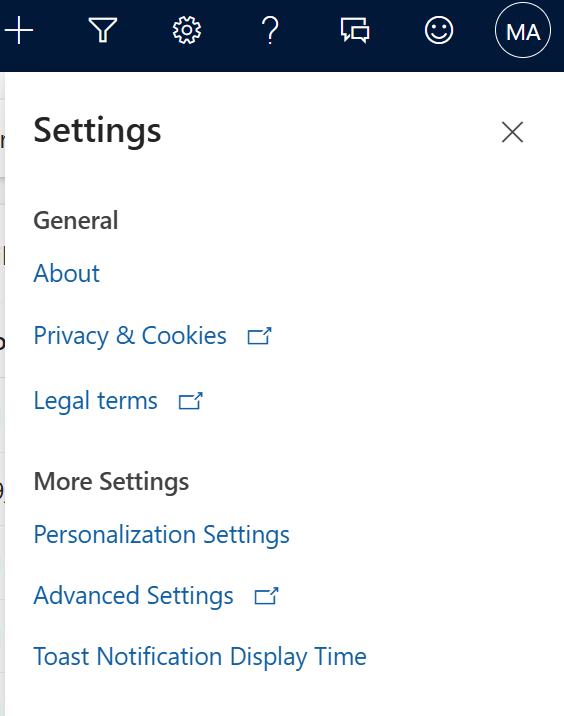 MA
Settings
General
About
Privacy & Cookies
Legal terms
More Settings
Personalization Settings
Advanced Settings
Toast Notification Display Time